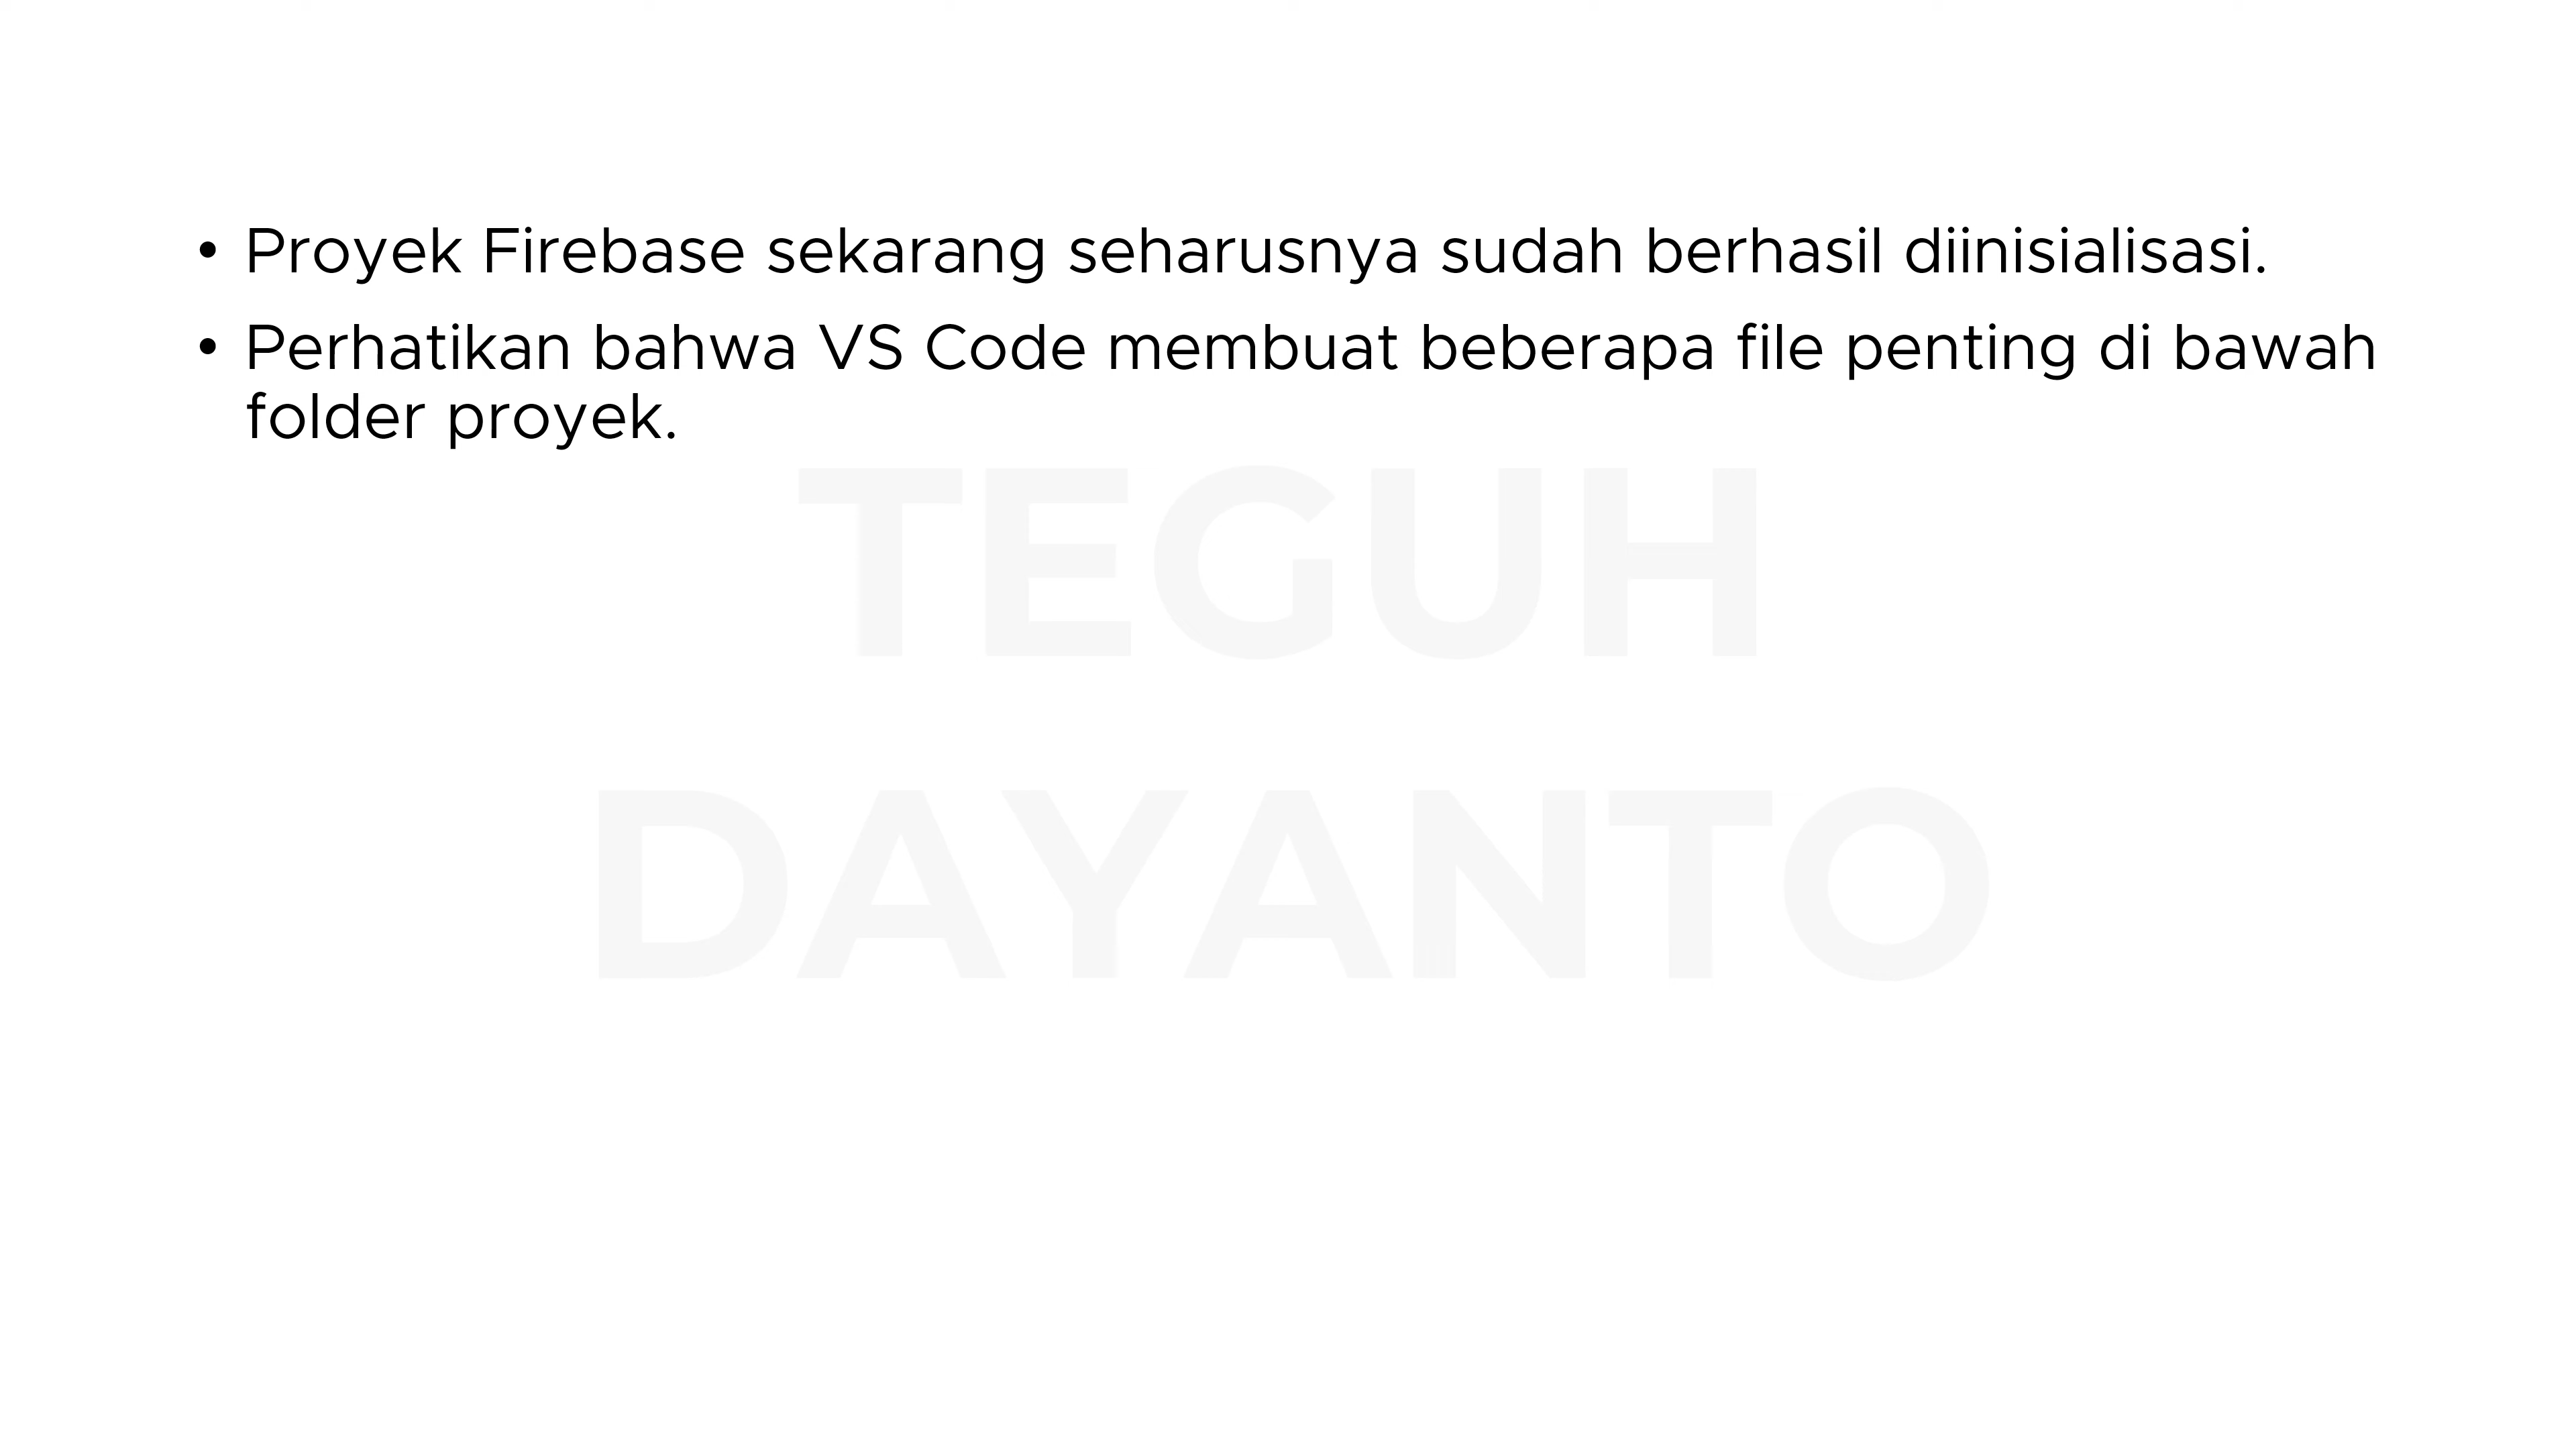 • Proyek Firebase sekarang seharusnya sudah berhasil diinisialisasi.
• Perhatikan bahwa VS Code membuat beberapa file penting di bawah
folder proyek.
TEGUH
DAYANTO